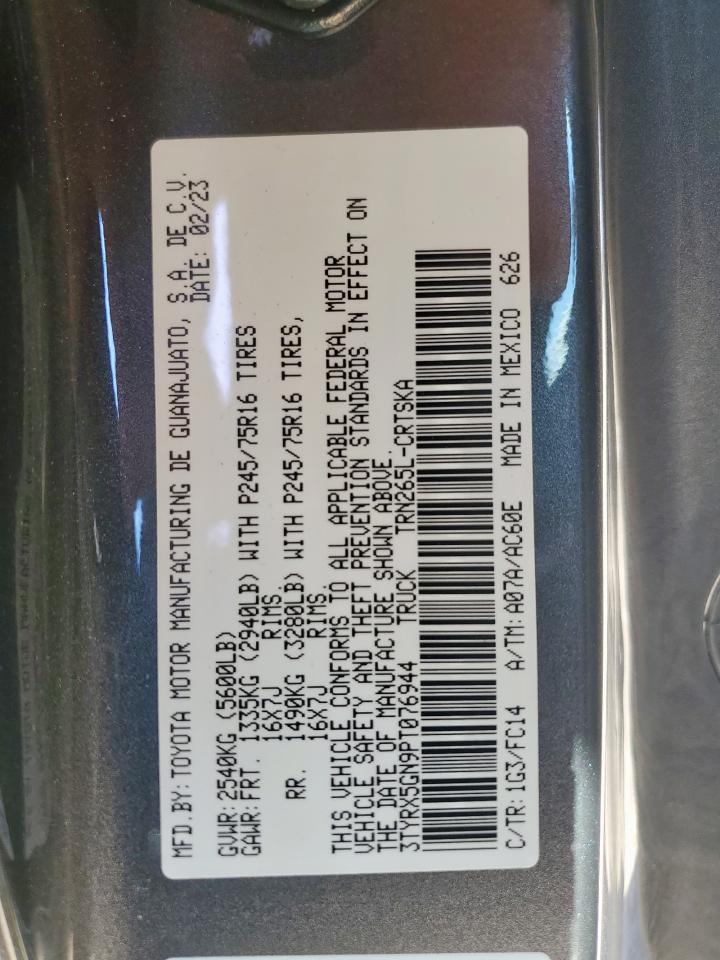 MFD.BY: TOYOTA MOTOR MANUFACTURING DE GUANAJUATO, S.A. DE C.V.
DATE: 02/23
GVWR: 2540KG (5600LB)
GAWR: FRT. 1335KG (2940LB) WITH P245/75R16 TIRES
16X7J RIMS.
RR. 1490KG (3280LB) WITH P245/75R16 TIRES,
16X7J RIMS.
THIS VEHICLE CONFORMS TO ALL APPLICABLE FEDERAL MOTOR
VEHICLE SAFETY AND THEFT PREVENTION STANDARDS IN EFFECT ON
THE DATE OF MANUFACTURE SHOWN ABOVE.
3TYRX5GN9PT076944 TRUCK TRN265L-CRTSKA
C/TR: 1G3/FC14 A/TM: A07A/AC60E MADE IN MEXICO 626